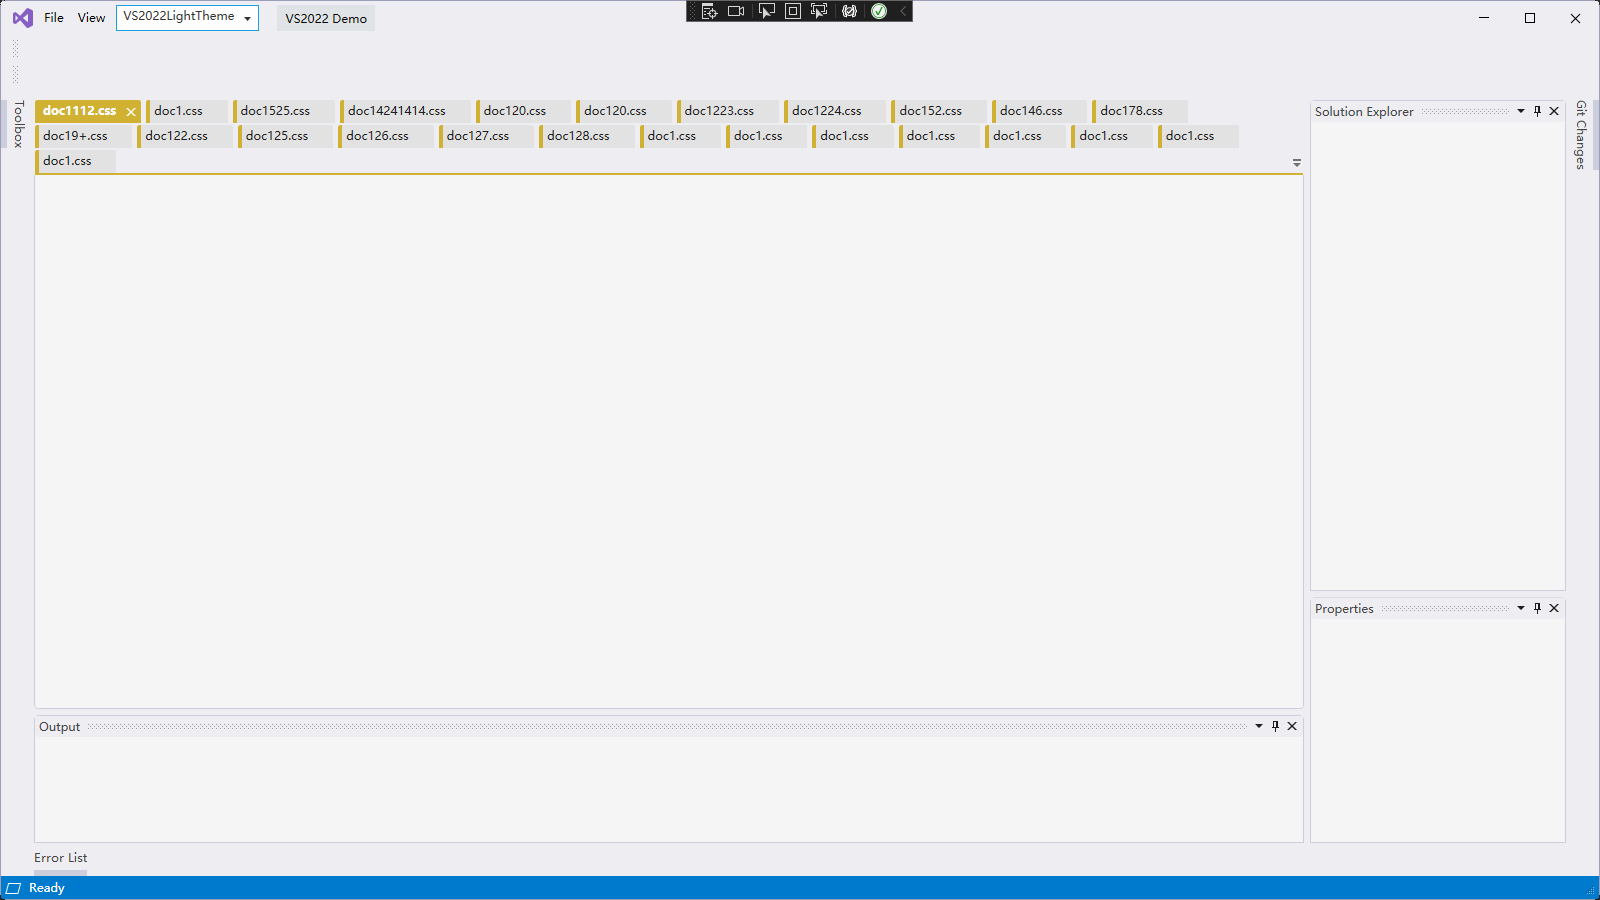 File View VS2022LightTheme VS2022 Demo
Toolbox
doc1112.css doc1.css doc1525.css doc14241414.css doc120.css doc120.css doc1223.css doc1224.css doc152.css doc146.css doc178.css
doc19+.css doc122.css doc125.css doc126.css doc127.css doc128.css doc1.css doc1.css doc1.css doc1.css doc1.css doc1.css doc1.css
doc1.css
Solution Explorer
Git Changes
Properties
Output
Error List
Ready